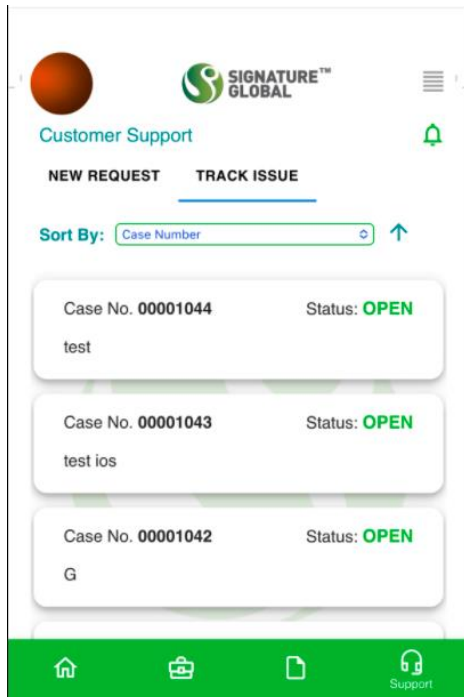 SIGNATURE™
GLOBAL
Customer Support
NEW REQUEST TRACK ISSUE
Sort By: Case Number
Case No. 00001044 Status: OPEN
test
Case No. 00001043 Status: OPEN
test ios
Case No. 00001042 Status: OPEN
G
Support